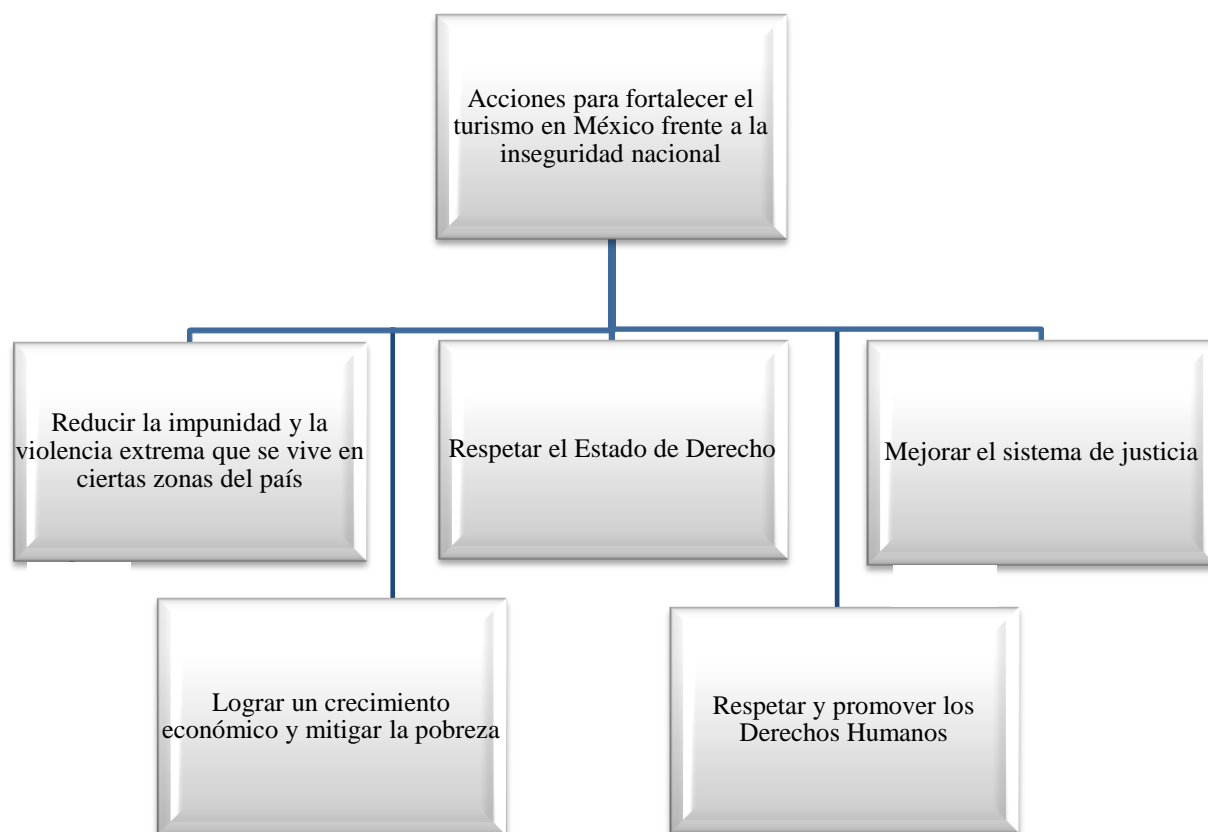 Acciones para fortalecer el
turismo en México frente a la
inseguridad nacional
Reducir la impunidad y la
violencia extrema que se vive en
ciertas zonas del país
Respetar el Estado de Derecho
Mejorar el sistema de justicia
Lograr un crecimiento
económico y mitigar la pobreza
Respetar y promover los
Derechos Humanos